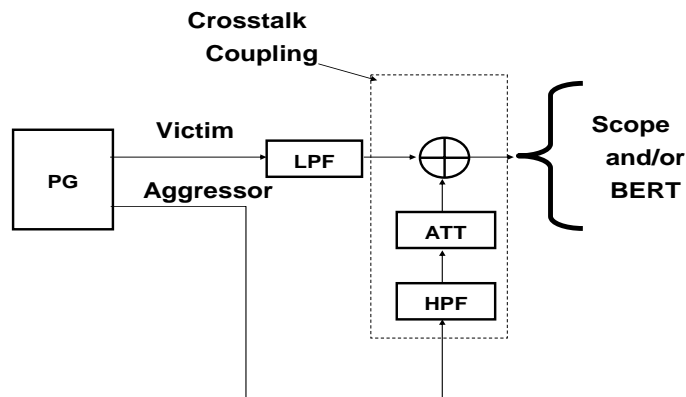 Crosstalk
Coupling
Victim
PG
LPF
Aggressor
ATT
HPF
Scope
and/or
BERT